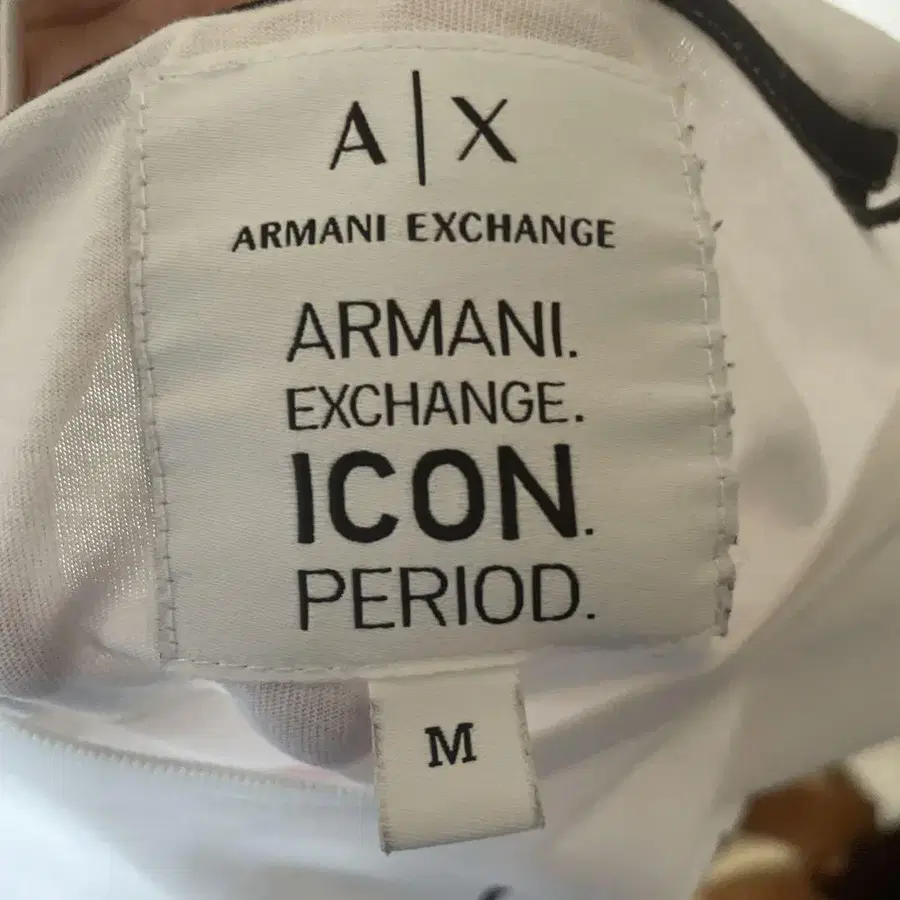 A|X
ARMANI EXCHANGE
ARMANI.
EXCHANGE.
ICON.
PERIOD.
M